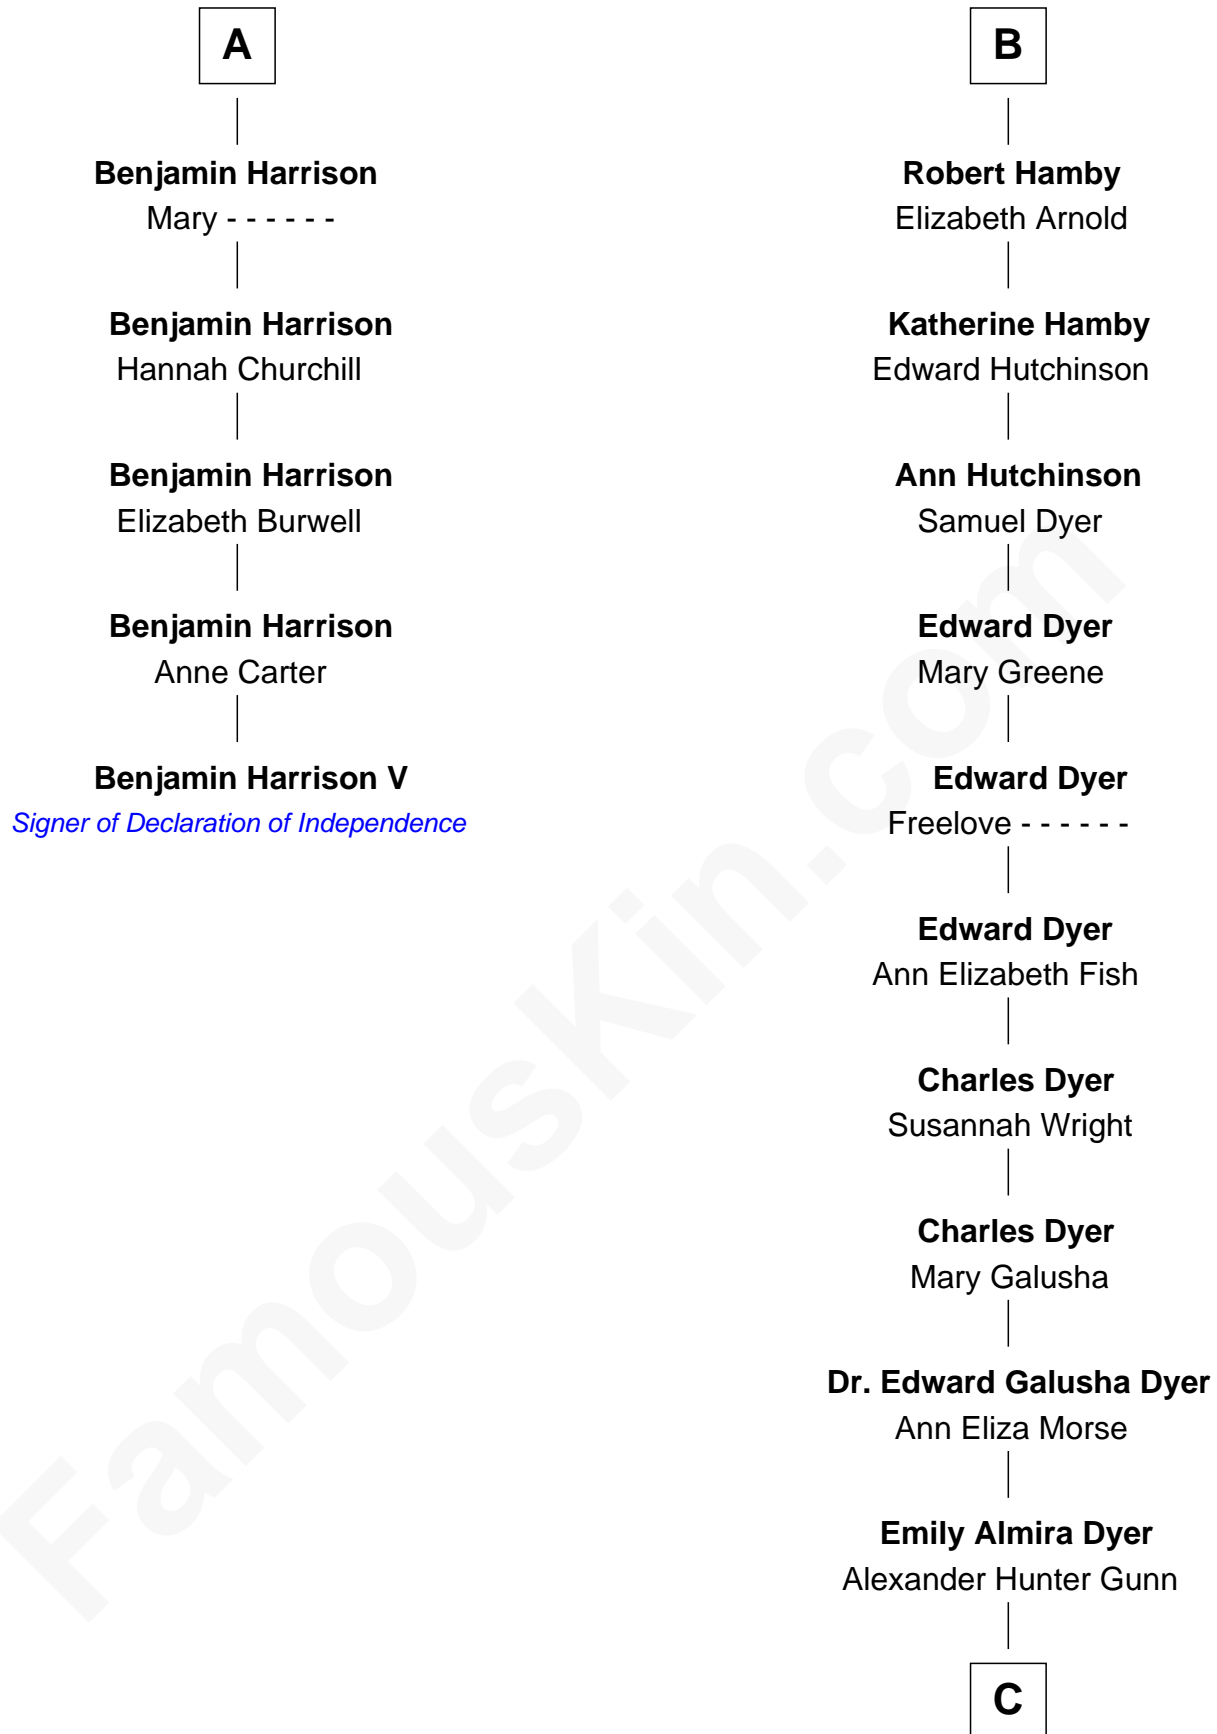 A
Benjamin Harrison
Mary - - - - - -
Benjamin Harrison
Hannah Churchill
Benjamin Harrison
Elizabeth Burwell
Benjamin Harrison
Anne Carter
Benjamin Harrison V
Signer of Declaration of Independence
B
Robert Hamby
Elizabeth Arnold
Katherine Hamby
Edward Hutchinson
Ann Hutchinson
Samuel Dyer
Edward Dyer
Mary Greene
Edward Dyer
Freelove - - - - - -
Edward Dyer
Ann Elizabeth Fish
Charles Dyer
Susannah Wright
Charles Dyer
Mary Galusha
Dr. Edward Galusha Dyer
Ann Eliza Morse
Emily Almira Dyer
Alexander Hunter Gunn
C
FamousKin.com